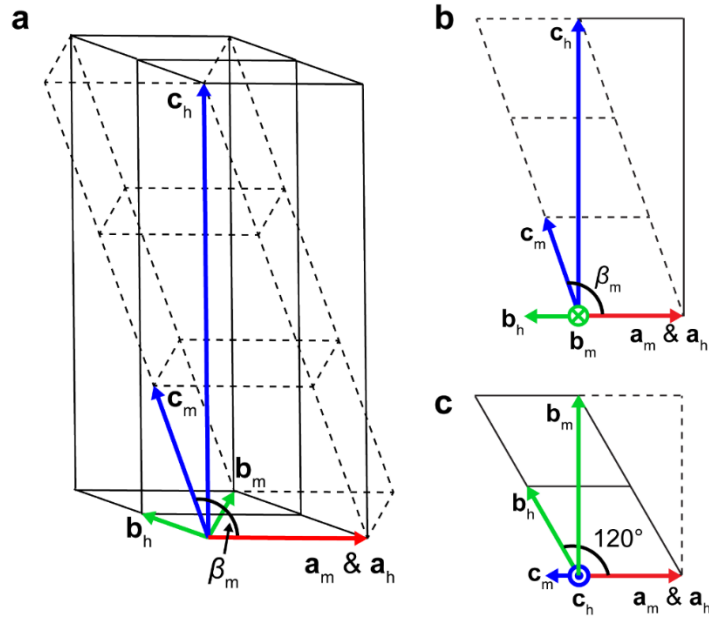 a
c_h
c_m
b_m
b_h
β_m
a_m & a_h
b
c_h
c_m
β_m
b_h
b_m
a_m & a_h
c
b_m
b_h
120°
c_m
c_h
a_m & a_h